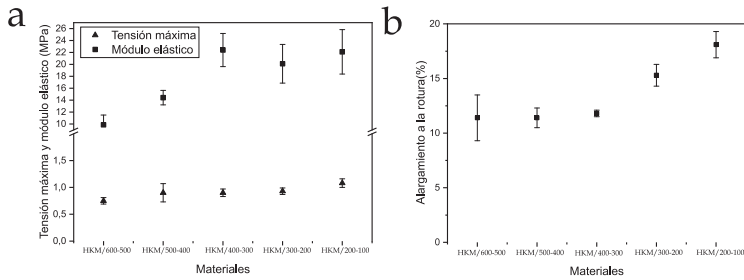 a
Tensión máxima y módulo elástico (MPa)
Tensión máxima
Módulo elástico
26
24
22
20
18
16
14
12
10
1,5
1,0
0,5
0,0
HKM/600-500
HKM/500-400
HKM/400-300
HKM/300-200
HKM/200-100
Materiales
b
Alargamiento a la rotura(%)
20
15
10
5
0
HKM/600-500
HKM/500-400
HKM/400-300
HKM/300-200
HKM/200-100
Materiales